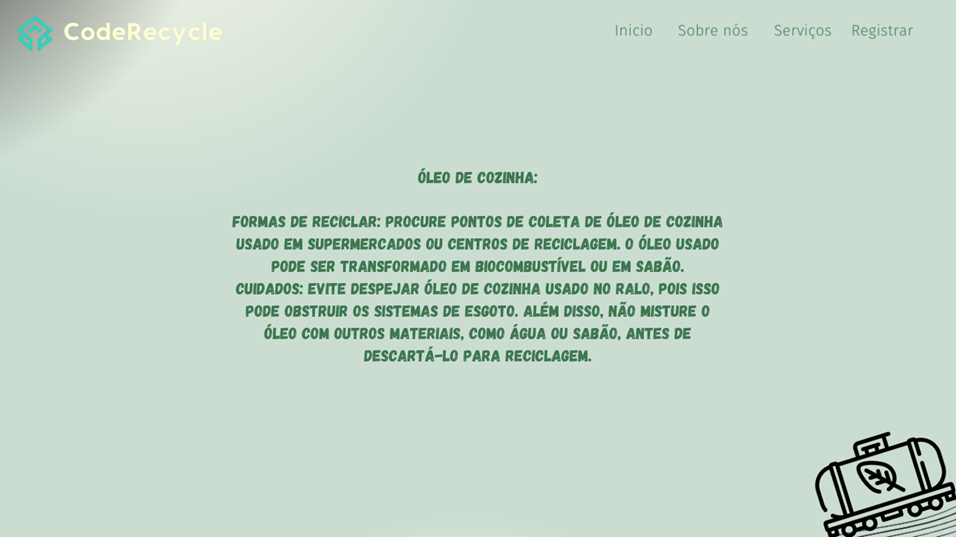 CodeRecycle
Inicio Sobre nós Serviços Registrar
ÓLEO DE COZINHA:
FORMAS DE RECICLAR: PROCURE PONTOS DE COLETA DE ÓLEO DE COZINHA
USADO EM SUPERMERCADOS OU CENTROS DE RECICLAGEM. O ÓLEO USADO
PODE SER TRANSFORMADO EM BIOCOMBUSTÍVEL OU EM SABÃO.
CUIDADOS: EVITE DESPEJAR ÓLEO DE COZINHA USADO NO RALO, POIS ISSO
PODE OBSTRUIR OS SISTEMAS DE ESGOTO. ALÉM DISSO, NÃO MISTURE O
ÓLEO COM OUTROS MATERIAIS, COMO ÁGUA OU SABÃO, ANTES DE
DESCARTÁ-LO PARA RECICLAGEM.